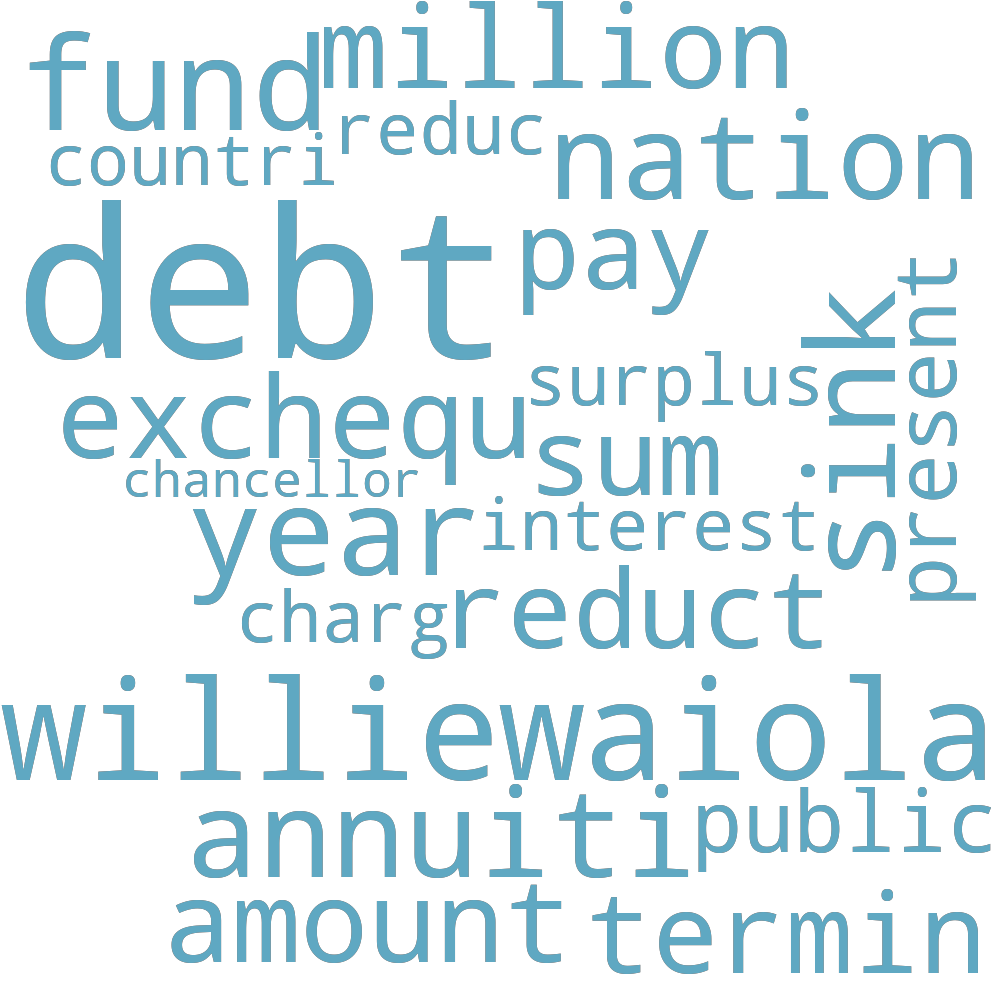 million
fund
reduc
nation
countri
debt
pay
sink
present
surplus
exchequ
sum
chancellor
year
interest
charg
reduct
williewaiola
annuiti
public
amount
termin